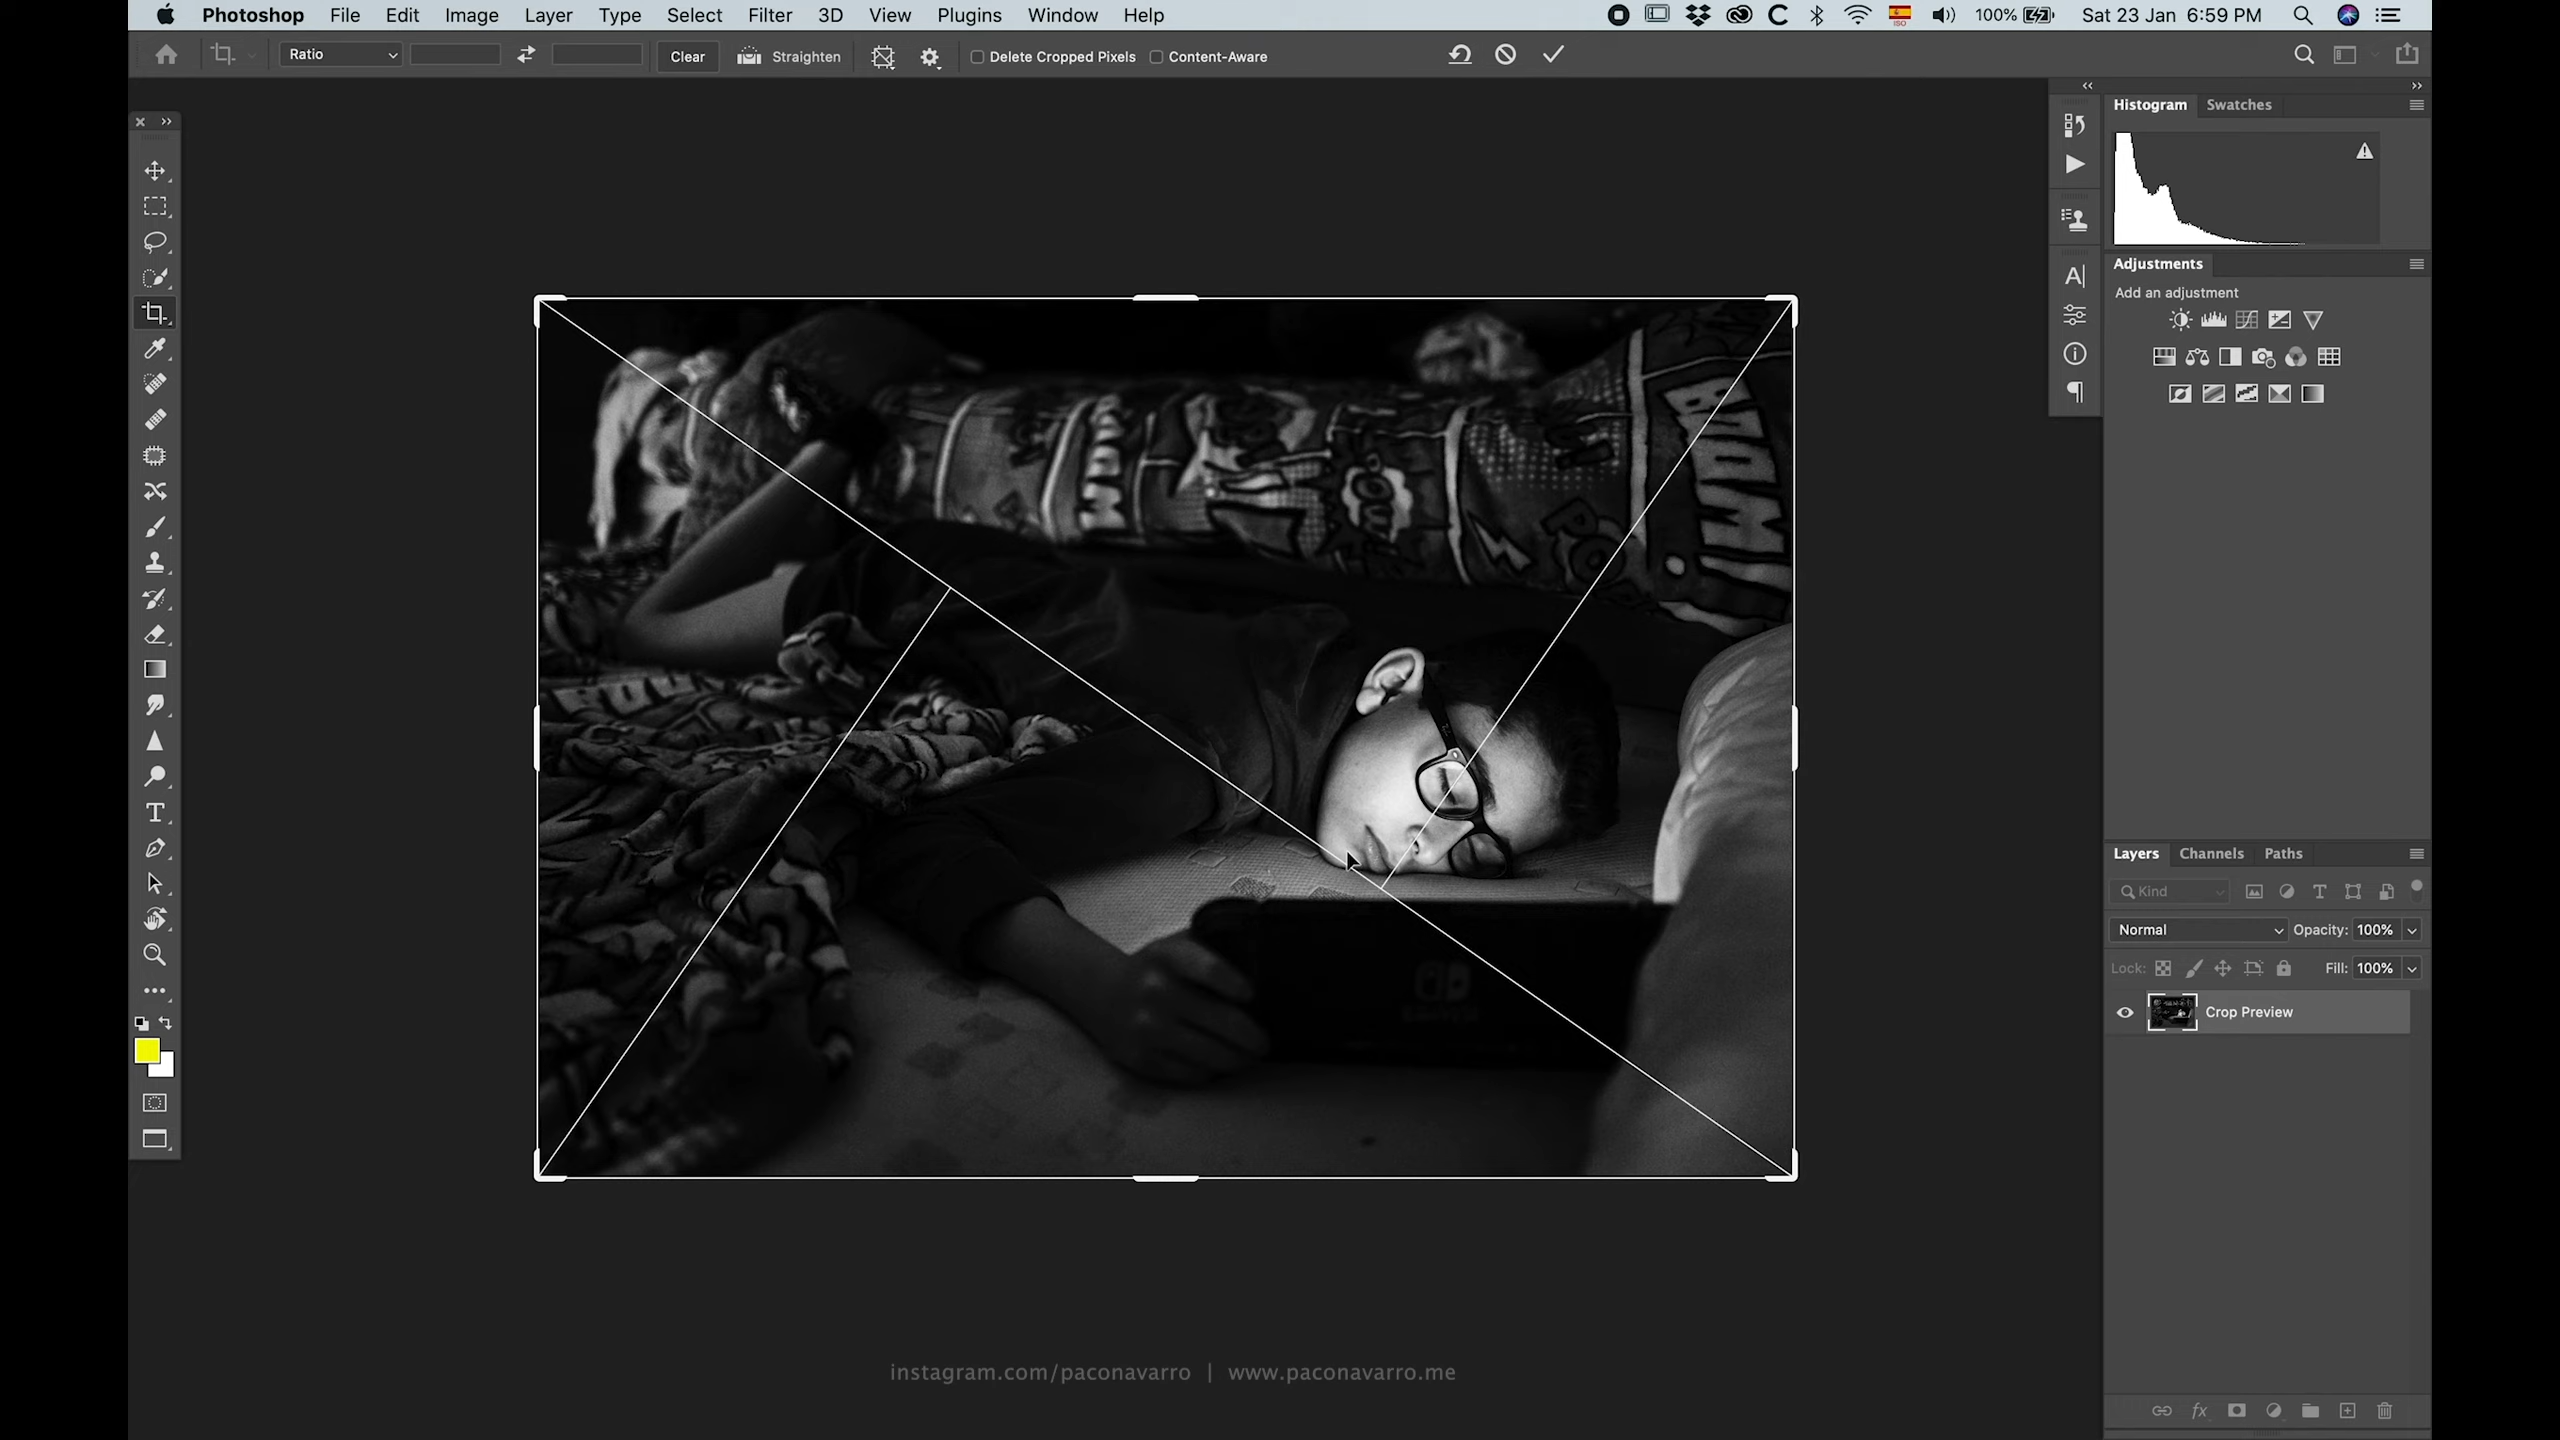 Photoshop File Edit Image Layer Type Select Filter 3D View Plugins Window Help 100% Sat 23 Jan 6:59 PM
Ratio Clear Straighten Delete Cropped Pixels Content-Aware
Histogram Swatches
Adjustments
Add an adjustment
BOOM!
Layers Channels Paths
Kind
Normal Opacity: 100%
Lock: Fill: 100%
Crop Preview
instagram.com/paconavarro | www.paconavarro.me